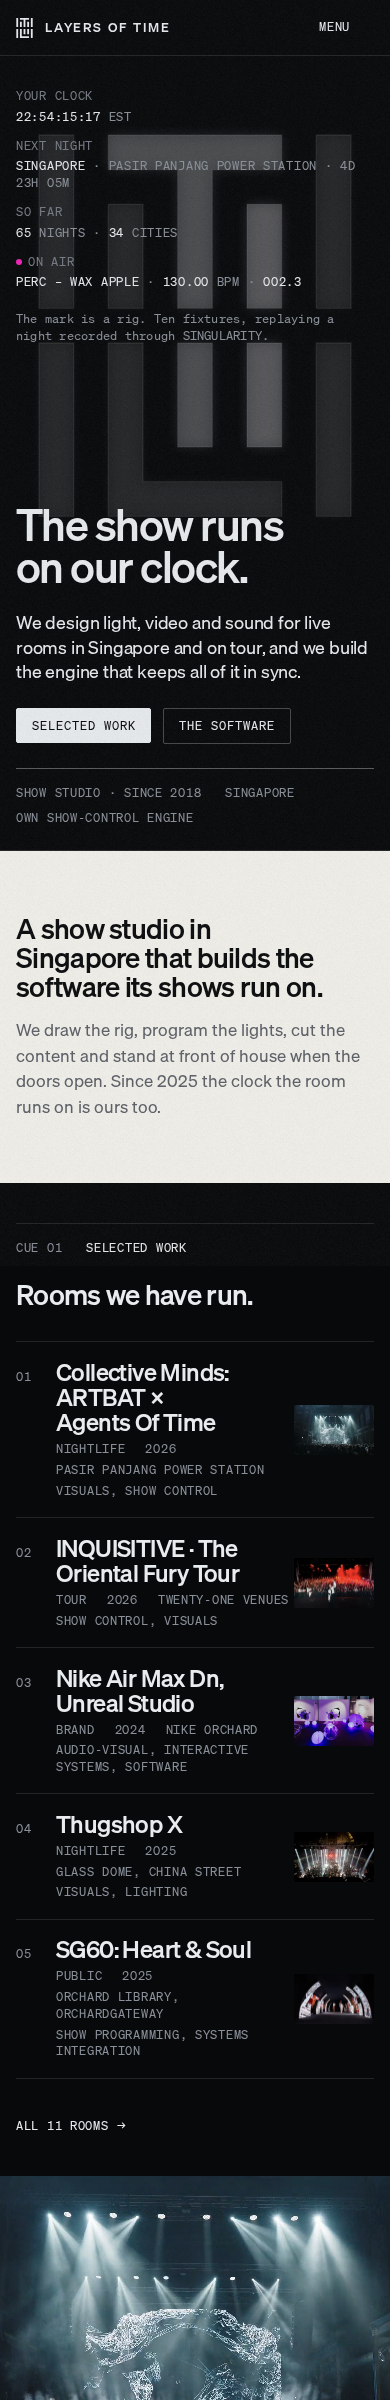 LAYERS OF TIME
MENU
YOUR CLOCK
22:54:15:17 EST
NEXT NIGHT
SINGAPORE · PASIR PANJANG POWER STATION · 4D
23H 05M
SO FAR
65 NIGHTS · 34 CITIES
ON AIR
PERC – WAX APPLE · 130.00 BPM · 002.3
The mark is a rig. Ten fixtures, replaying a
night recorded through SINGULARITY.
The show runs
on our clock.
We design light, video and sound for live
rooms in Singapore and on tour, and we build
the engine that keeps all of it in sync.
SELECTED WORK
THE SOFTWARE
SHOW STUDIO · SINCE 2018 SINGAPORE
OWN SHOW-CONTROL ENGINE
A show studio in
Singapore that builds the
software its shows run on.
We draw the rig, program the lights, cut the
content and stand at front of house when the
doors open. Since 2025 the clock the room
runs on is ours too.
CUE 01 SELECTED WORK
Rooms we have run.
01
Collective Minds:
ARTBAT ×
Agents Of Time
NIGHTLIFE 2026
PASIR PANJANG POWER STATION
VISUALS, SHOW CONTROL
02
INQUISITIVE · The
Oriental Fury Tour
TOUR 2026 TWENTY-ONE VENUES
SHOW CONTROL, VISUALS
03
Nike Air Max Dn,
Unreal Studio
BRAND 2024 NIKE ORCHARD
AUDIO-VISUAL, INTERACTIVE
SYSTEMS, SOFTWARE
04
Thugshop X
NIGHTLIFE 2025
GLASS DOME, CHINA STREET
VISUALS, LIGHTING
05
SG60: Heart & Soul
PUBLIC 2025
ORCHARD LIBRARY,
ORCHARDGATEWAY
SHOW PROGRAMMING, SYSTEMS
INTEGRATION
ALL 11 ROOMS →